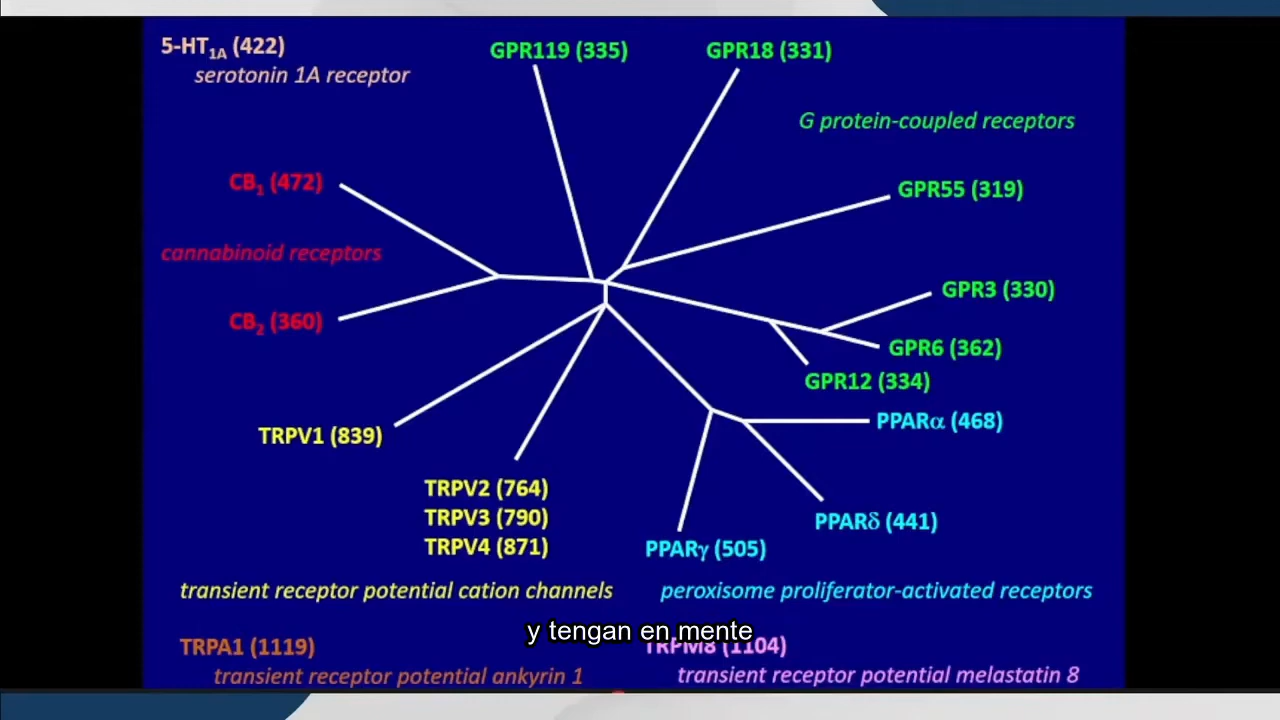 5-HT1A (422)
serotonin 1A receptor
GPR119 (335)
GPR18 (331)
G protein-coupled receptors
CB1 (472)
GPR55 (319)
cannabinoid receptors
GPR3 (330)
CB2 (360)
GPR6 (362)
GPR12 (334)
PPARα (468)
TRPV1 (839)
TRPV2 (764)
TRPV3 (790)
TRPV4 (871)
PPARδ (441)
PPARγ (505)
transient receptor potential cation channels
peroxisome proliferator-activated receptors
y tengan en mente
TRPA1 (1119)
transient receptor potential ankyrin 1
TRPM8 (1104)
transient receptor potential melastatin 8